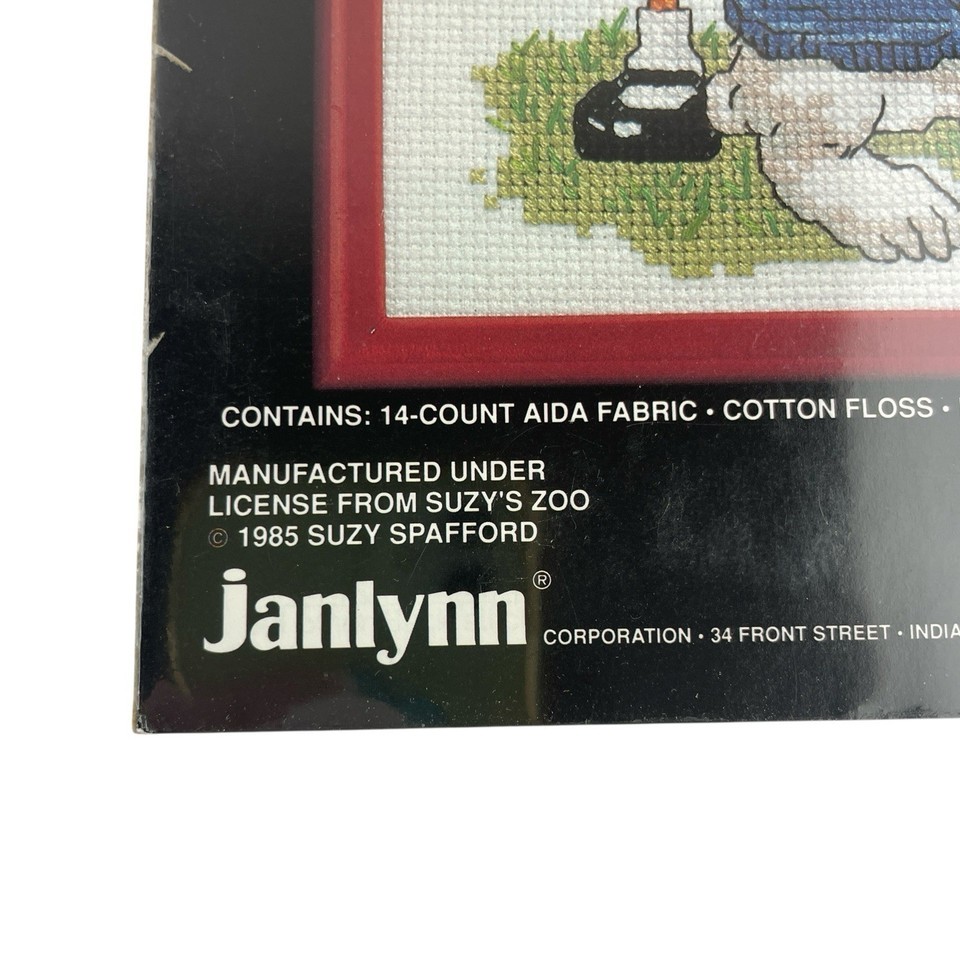 CONTAINS: 14-COUNT AIDA FABRIC • COTTON FLOSS •
MANUFACTURED UNDER
LICENSE FROM SUZY'S ZOO
© 1985 SUZY SPAFFORD
janlynn® CORPORATION • 34 FRONT STREET •